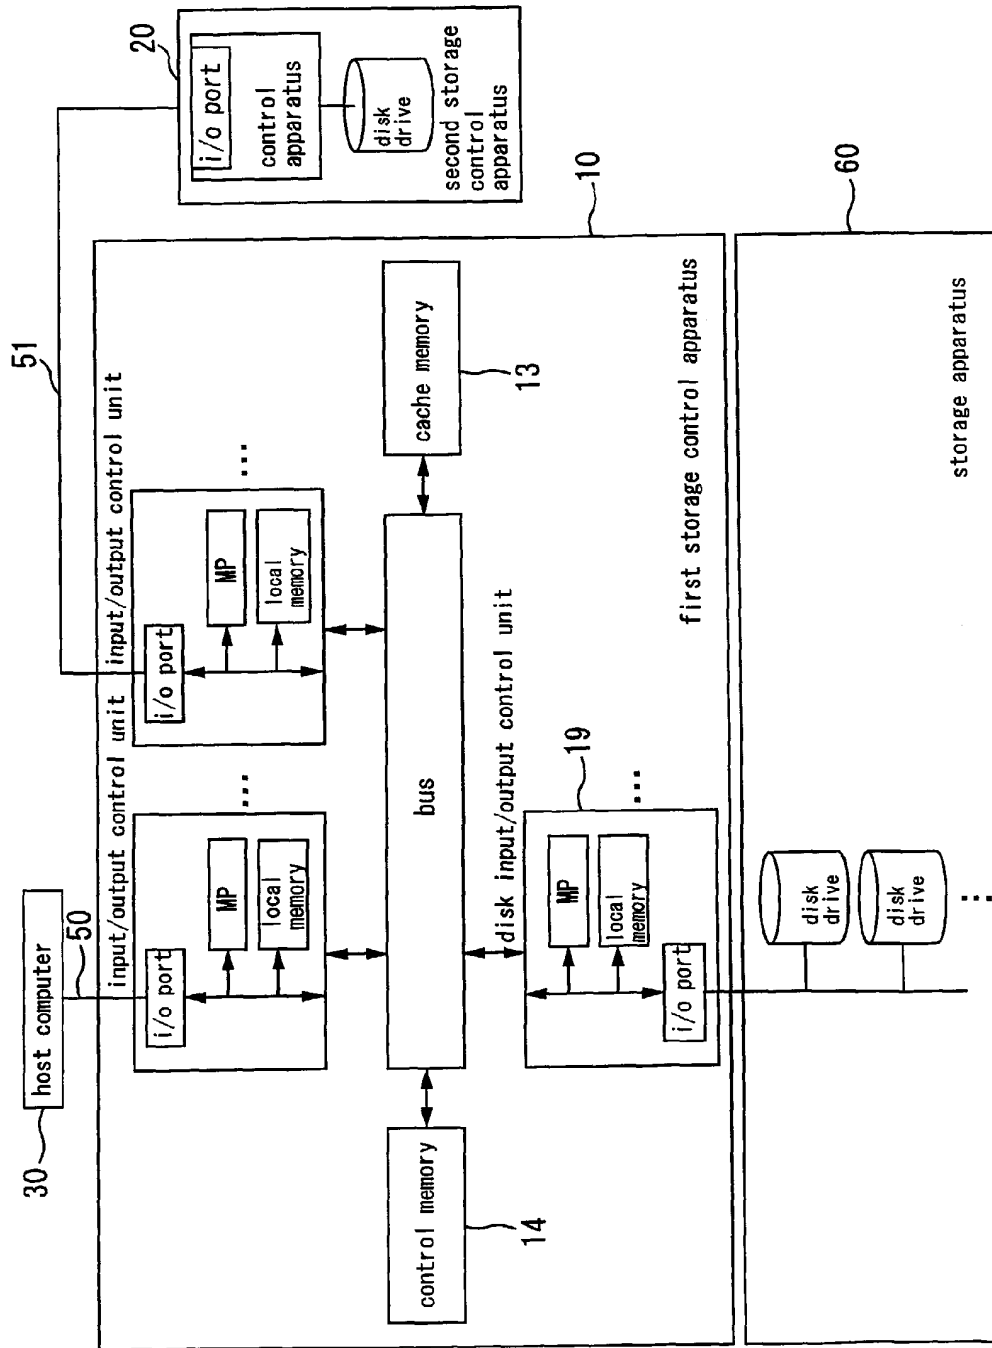 30
host computer
50
51
20
i/o port
control
apparatus
disk
drive
second storage
control
apparatus
input/output control unit
input/output control unit
i/o port
MP
local
memory
...
i/o port
MP
local
memory
...
control memory
14
bus
cache memory
13
disk input/output control unit
19
MP
local
memory
i/o port
...
first storage control apparatus
10
disk
drive
disk
drive
...
storage apparatus
60